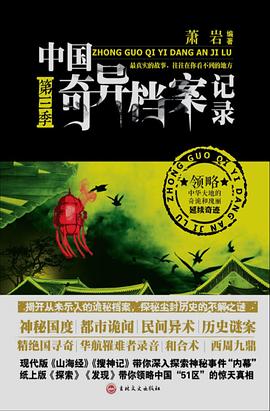 萧岩 编著
中国
ZHONG GUO QI YI DANG AN JI LU
最真实的故事，往往在你看不到的地方
第二季
奇异档案记录
ZHONG GUO QI YI DANG AN JI LU
★领略★
中华大地的
奇诡和瑰丽
延续奇迹
揭开从未示人的诡秘档案，探秘尘封历史的不解之谜
神秘国度|都市诡闻|民间异术|历史谜案
精绝国寻奇|华航罹难者录音|和合术|西周九鼎
现代版《山海经》《搜神记》带你深入探索神秘事件“内幕”
纸上版《探索》《发现》带你领略中国“51区”的惊天真相
吉林文史出版社